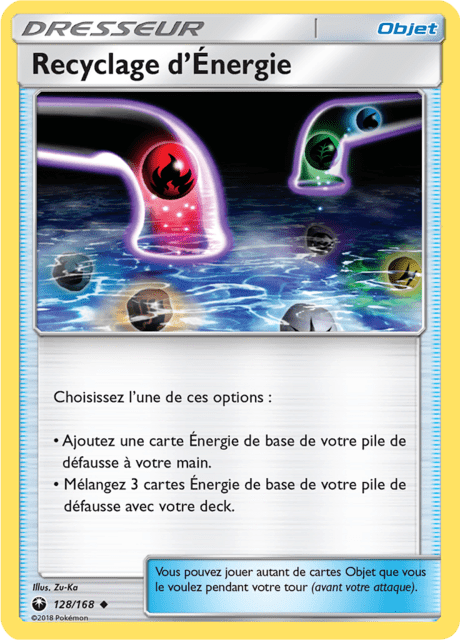 DRESSEUR
Objet
Recyclage d'Énergie
Choisissez l'une de ces options :
• Ajoutez une carte Énergie de base de votre pile de
défausse à votre main.
• Mélangez 3 cartes Énergie de base de votre pile de
défausse avec votre deck.
Vous pouvez jouer autant de cartes Objet que vous
le voulez pendant votre tour (avant votre attaque).
Illus. Zu-Ka
128/168 ◆
©2018 Pokémon